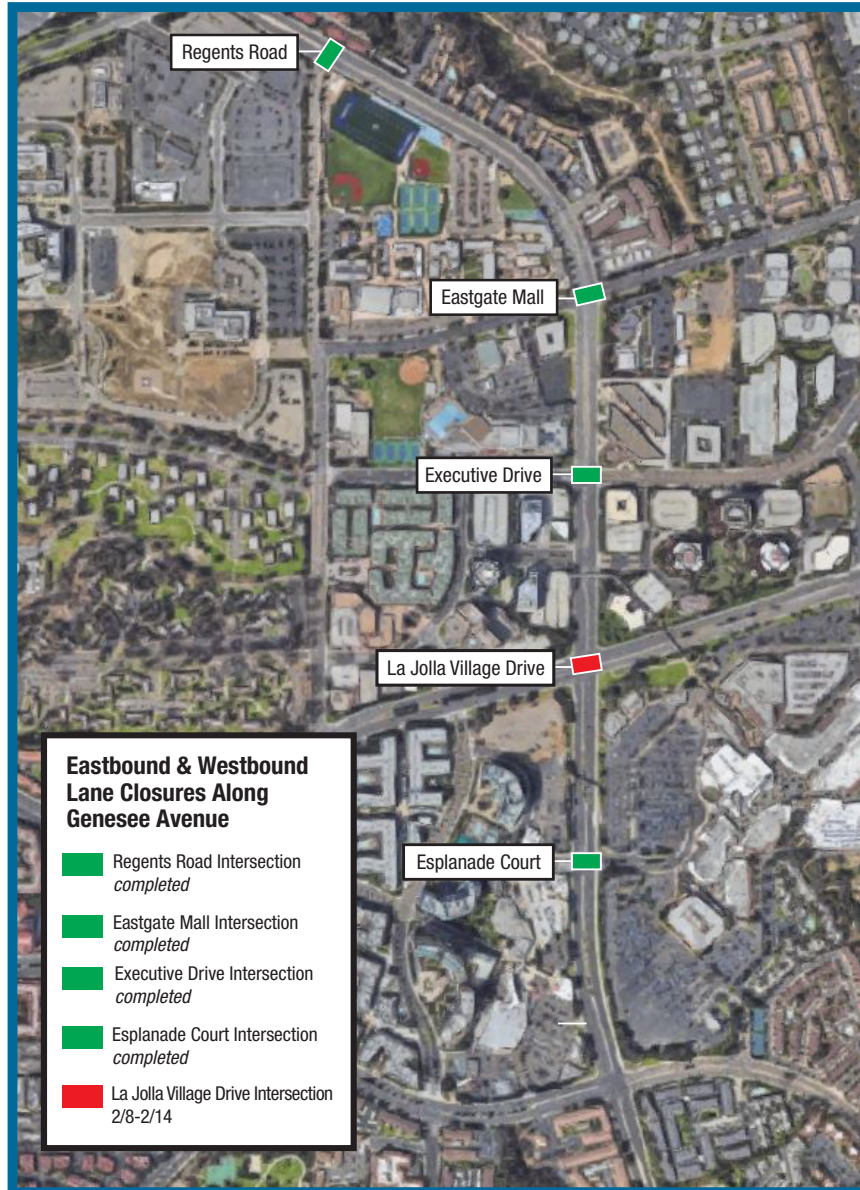 Regents Road
Eastgate Mall
Executive Drive
La Jolla Village Drive
Esplanade Court
Eastbound & Westbound
Lane Closures Along
Genesee Avenue
Regents Road Intersection
completed
Eastgate Mall Intersection
completed
Executive Drive Intersection
completed
Esplanade Court Intersection
completed
La Jolla Village Drive Intersection
2/8-2/14